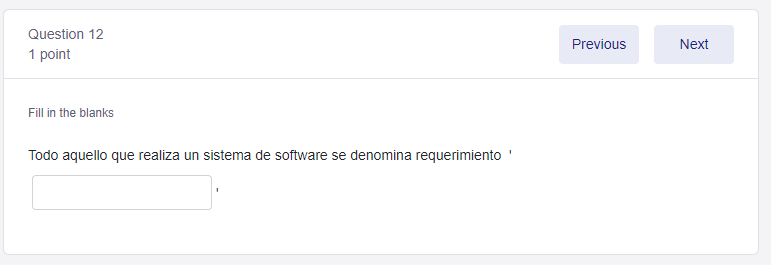 Question 12
1 point
Previous
Next
Fill in the blanks
Todo aquello que realiza un sistema de software se denomina requerimiento '
'